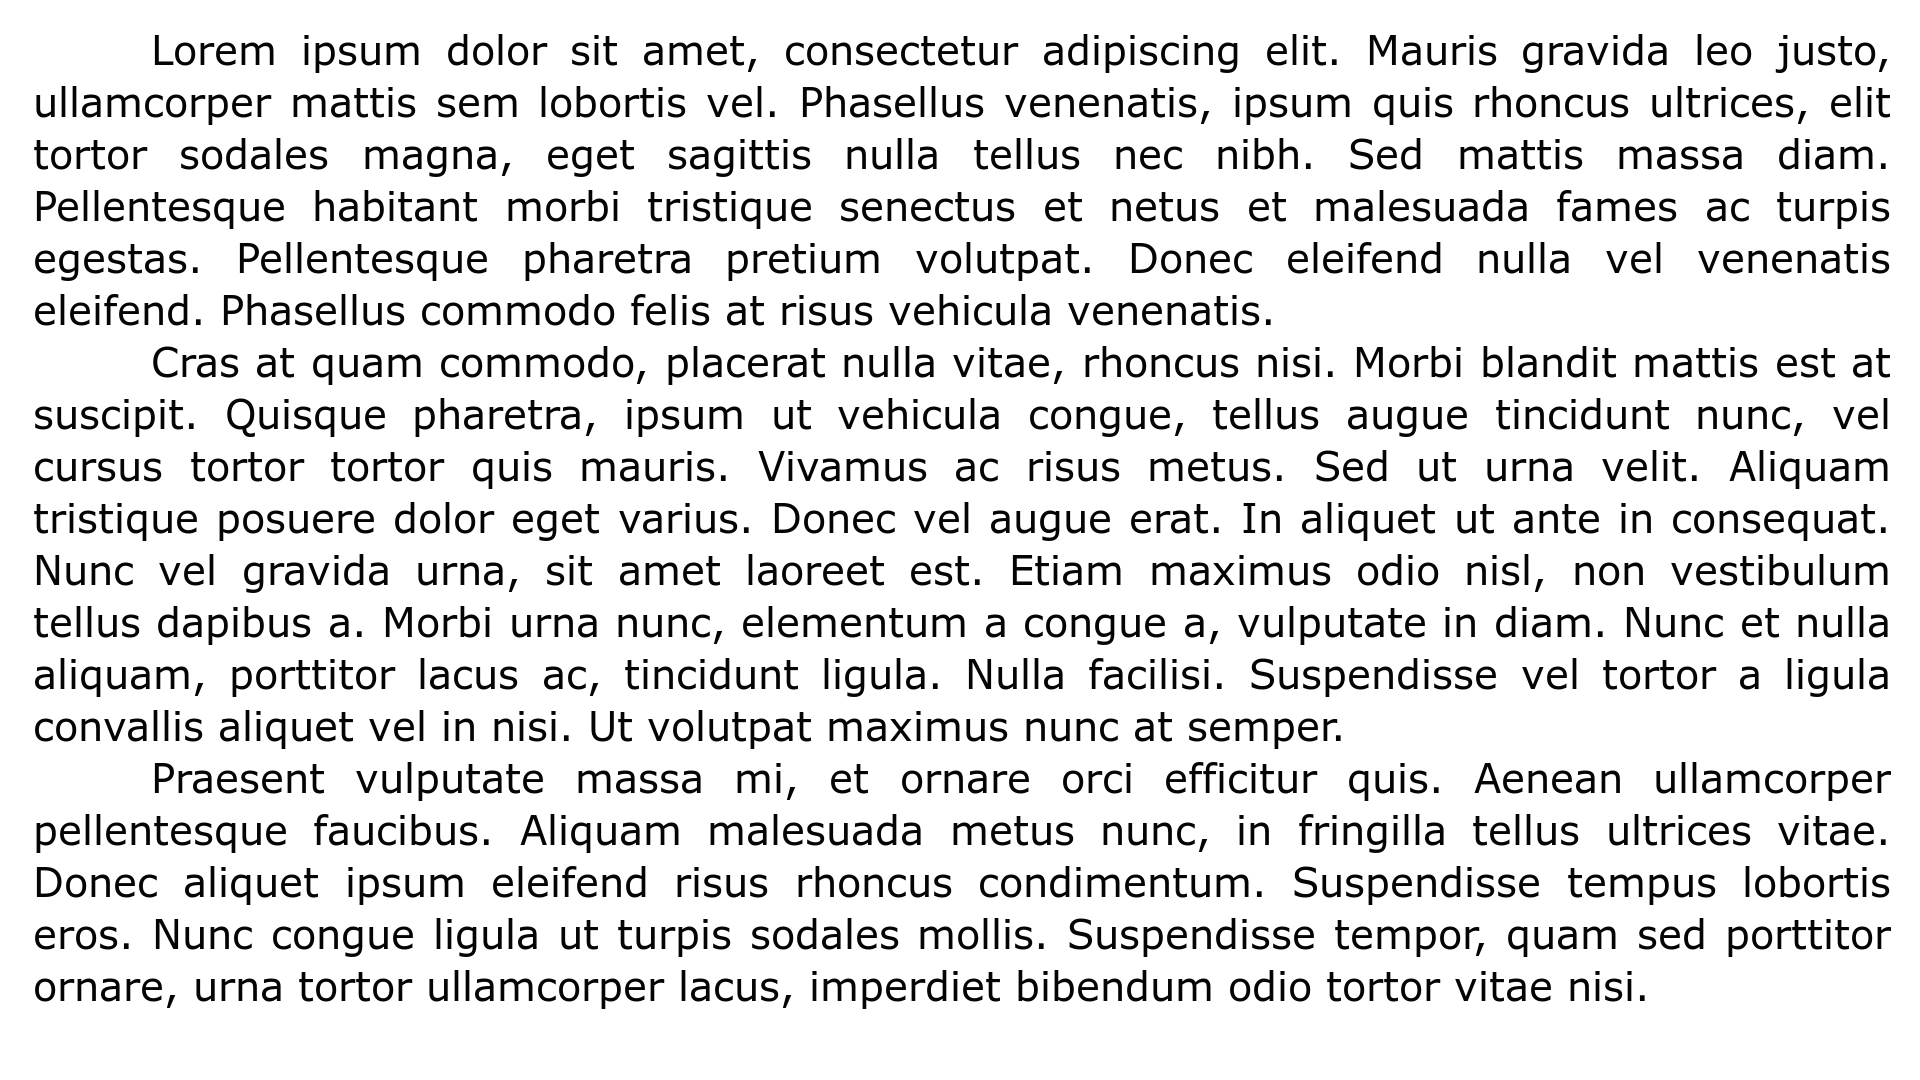 Lorem ipsum dolor sit amet, consectetur adipiscing elit. Mauris gravida leo justo,
ullamcorper mattis sem lobortis vel. Phasellus venenatis, ipsum quis rhoncus ultrices, elit
tortor sodales magna, eget sagittis nulla tellus nec nibh. Sed mattis massa diam.
Pellentesque habitant morbi tristique senectus et netus et malesuada fames ac turpis
egestas. Pellentesque pharetra pretium volutpat. Donec eleifend nulla vel venenatis
eleifend. Phasellus commodo felis at risus vehicula venenatis.
Cras at quam commodo, placerat nulla vitae, rhoncus nisi. Morbi blandit mattis est at
suscipit. Quisque pharetra, ipsum ut vehicula congue, tellus augue tincidunt nunc, vel
cursus tortor tortor quis mauris. Vivamus ac risus metus. Sed ut urna velit. Aliquam
tristique posuere dolor eget varius. Donec vel augue erat. In aliquet ut ante in consequat.
Nunc vel gravida urna, sit amet laoreet est. Etiam maximus odio nisl, non vestibulum
tellus dapibus a. Morbi urna nunc, elementum a congue a, vulputate in diam. Nunc et nulla
aliquam, porttitor lacus ac, tincidunt ligula. Nulla facilisi. Suspendisse vel tortor a ligula
convallis aliquet vel in nisi. Ut volutpat maximus nunc at semper.
Praesent vulputate massa mi, et ornare orci efficitur quis. Aenean ullamcorper
pellentesque faucibus. Aliquam malesuada metus nunc, in fringilla tellus ultrices vitae.
Donec aliquet ipsum eleifend risus rhoncus condimentum. Suspendisse tempus lobortis
eros. Nunc congue ligula ut turpis sodales mollis. Suspendisse tempor, quam sed porttitor
ornare, urna tortor ullamcorper lacus, imperdiet bibendum odio tortor vitae nisi.